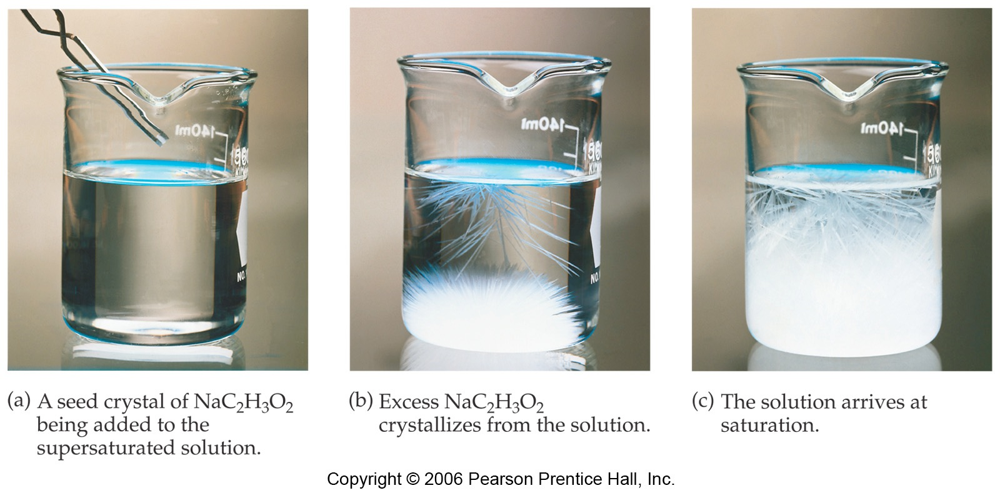 140ml
140ml
140ml
NO.
(a) A seed crystal of NaC₂H₃O₂
being added to the
supersaturated solution.
(b) Excess NaC₂H₃O₂
crystallizes from the solution.
(c) The solution arrives at
saturation.
Copyright © 2006 Pearson Prentice Hall, Inc.